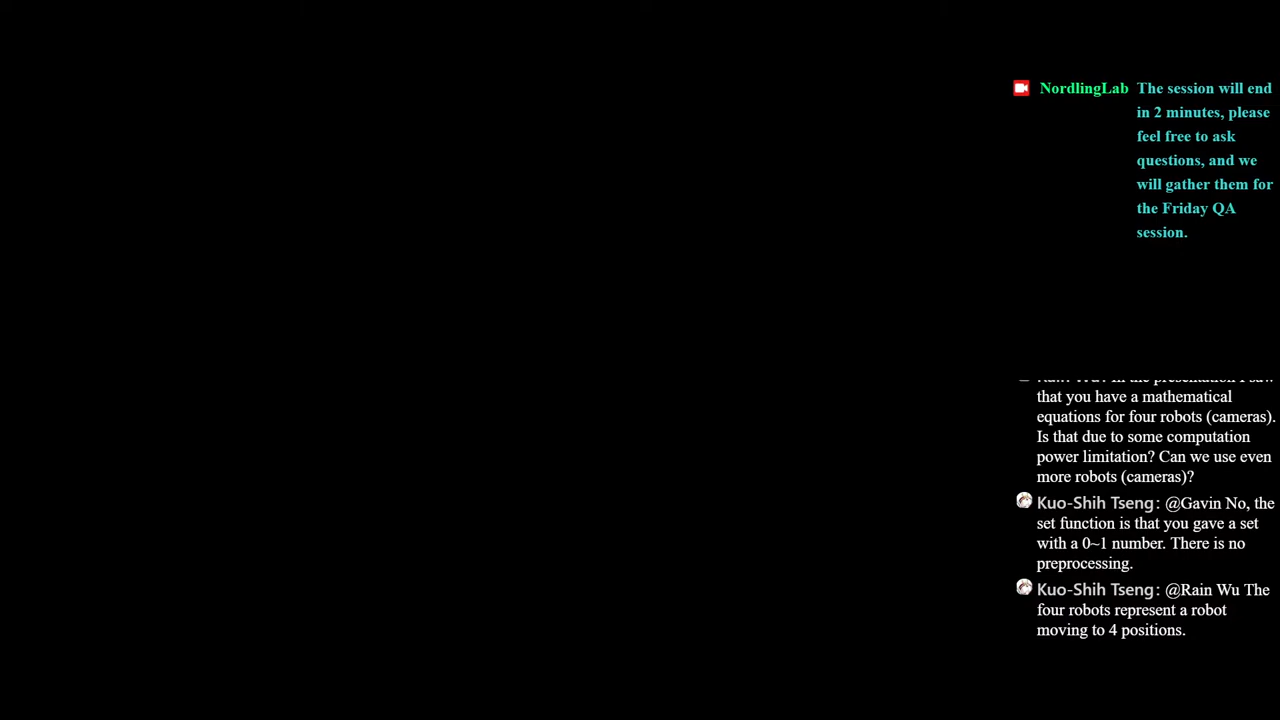 NordlingLab The session will end
in 2 minutes, please
feel free to ask
questions, and we
will gather them for
the Friday QA
session.
that you have a mathematical
equations for four robots (cameras).
Is that due to some computation
power limitation? Can we use even
more robots (cameras)?
Kuo-Shih Tseng: @Gavin No, the
set function is that you gave a set
with a 0~1 number. There is no
preprocessing.
Kuo-Shih Tseng: @Rain Wu The
four robots represent a robot
moving to 4 positions.